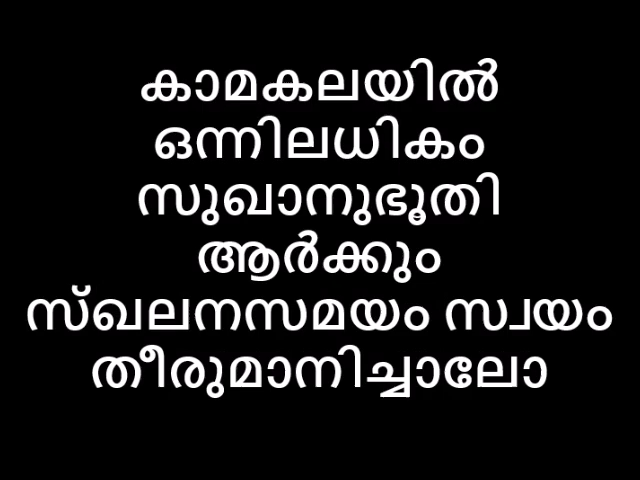 കാമകലയിൽ
ഒന്നിലധികം
സുഖാനുഭൂതി
ആർക്കും
സ്ഖലനസമയം സ്വയം
തീരുമാനിച്ചാലോ